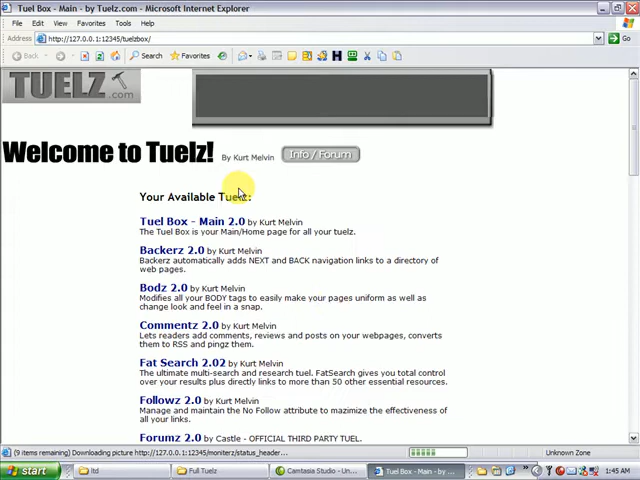 Tuel Box - Main - by Tuelz.com - Microsoft Internet Explorer
File Edit View Favorites Tools Help
Address http://127.0.0.1:12345/tuelzbox/ Go
Back Search Favorites
TUELZ .com
Welcome to Tuelz! By Kurt Melvin Info / Forum
Your Available Tuelz:
Tuel Box - Main 2.0 by Kurt Melvin
The Tuel Box is your Main/Home page for all your tuelz.
Backerz 2.0 by Kurt Melvin
Backerz automatically adds NEXT and BACK navigation links to a directory of
web pages.
Bodz 2.0 by Kurt Melvin
Modifies all your BODY tags to easily make your pages uniform as well as
change look and feel in a snap.
Commentz 2.0 by Kurt Melvin
Lets readers add comments, reviews and posts on your webpages, converts
them to RSS and pingz them.
Fat Search 2.02 by Kurt Melvin
The ultimate multi-search and research tuel. FatSearch gives you total control
over your results plus directly links to more than 50 other essential resources.
Followz 2.0 by Kurt Melvin
Manage and maintain the No Follow attribute to mazimize the effectiveness of
all your links.
Forumz 2.0 by Castle - OFFICIAL THIRD PARTY TUEL.
(9 items remaining) Downloading picture http://127.0.0.1:12345/moniterz/status_header... Unknown Zone
start ltd Full Tuelz Camtasia Studio - Un... Tuel Box - Main - by ... 1:45 AM